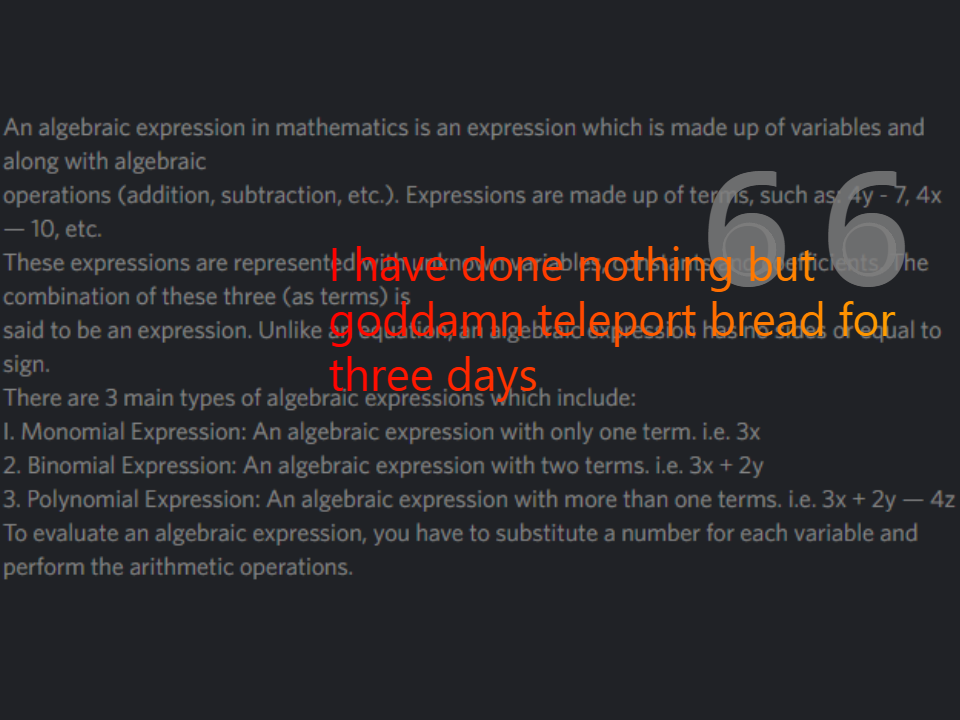 An algebraic expression in mathematics is an expression which is made up of variables and
along with algebraic
operations (addition, subtraction, etc.). Expressions are made up of terms, such as: 4y - 7, 4x
— 10, etc.
These expressions are represented with unknown variables, constants and coefficients. The
combination of these three (as terms) is
said to be an expression. Unlike an equation, an algebraic expression has no sides or equal to
sign.
There are 3 main types of algebraic expressions which include:
I. Monomial Expression: An algebraic expression with only one term. i.e. 3x
2. Binomial Expression: An algebraic expression with two terms. i.e. 3x + 2y
3. Polynomial Expression: An algebraic expression with more than one terms. i.e. 3x + 2y — 4z
To evaluate an algebraic expression, you have to substitute a number for each variable and
perform the arithmetic operations.
66
I have done nothing but
goddamn teleport bread for
three days